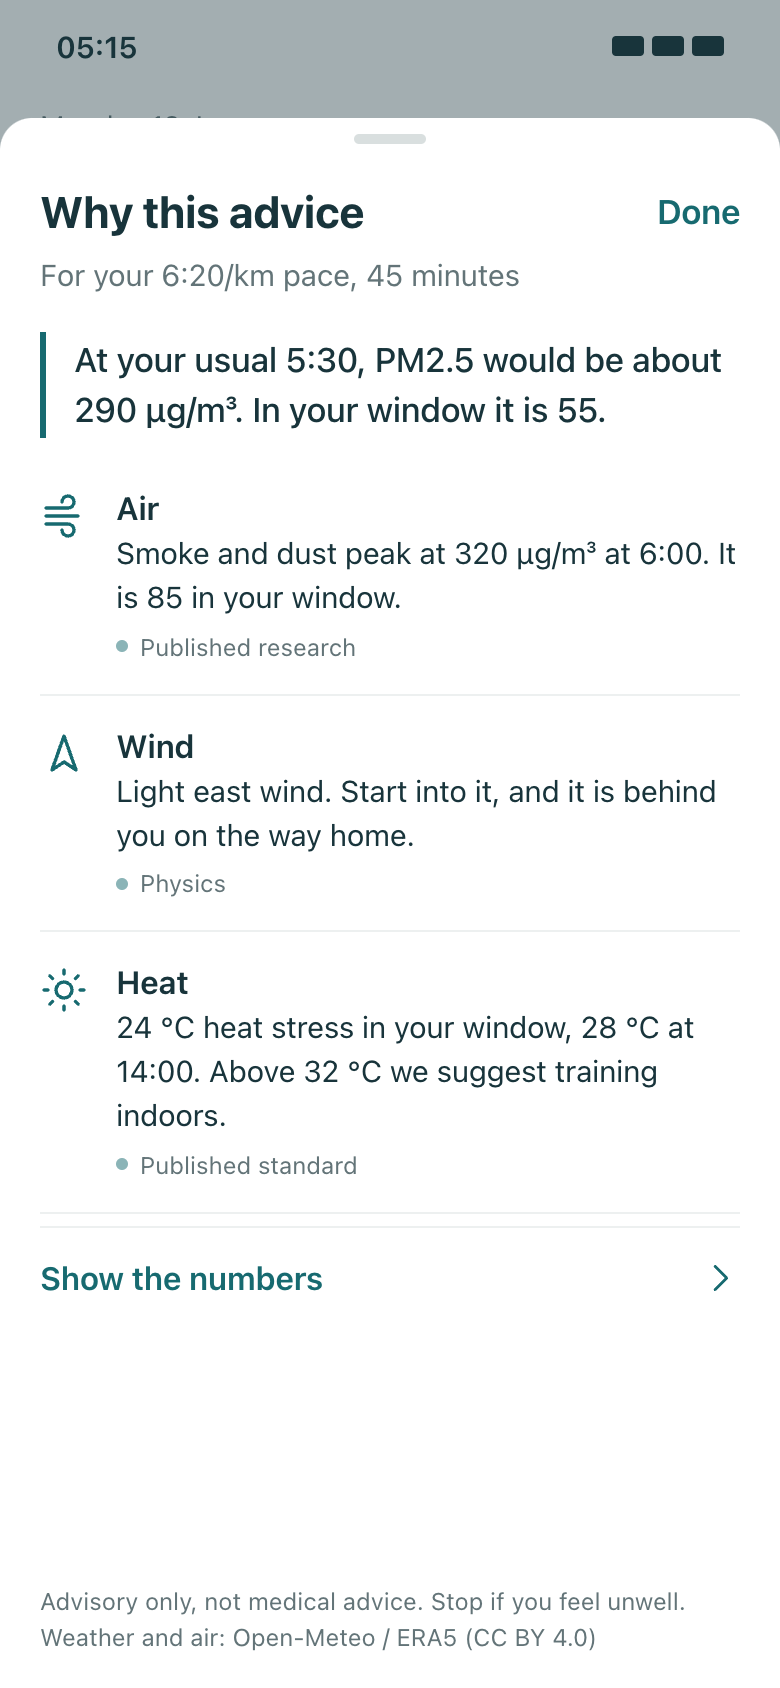 05:15
Why this advice
Done
For your 6:20/km pace, 45 minutes
At your usual 5:30, PM2.5 would be about
290 µg/m³. In your window it is 55.
Air
Smoke and dust peak at 320 µg/m³ at 6:00. It
is 85 in your window.
Published research
Wind
Light east wind. Start into it, and it is behind
you on the way home.
Physics
Heat
24 °C heat stress in your window, 28 °C at
14:00. Above 32 °C we suggest training
indoors.
Published standard
Show the numbers
Advisory only, not medical advice. Stop if you feel unwell.
Weather and air: Open-Meteo / ERA5 (CC BY 4.0)